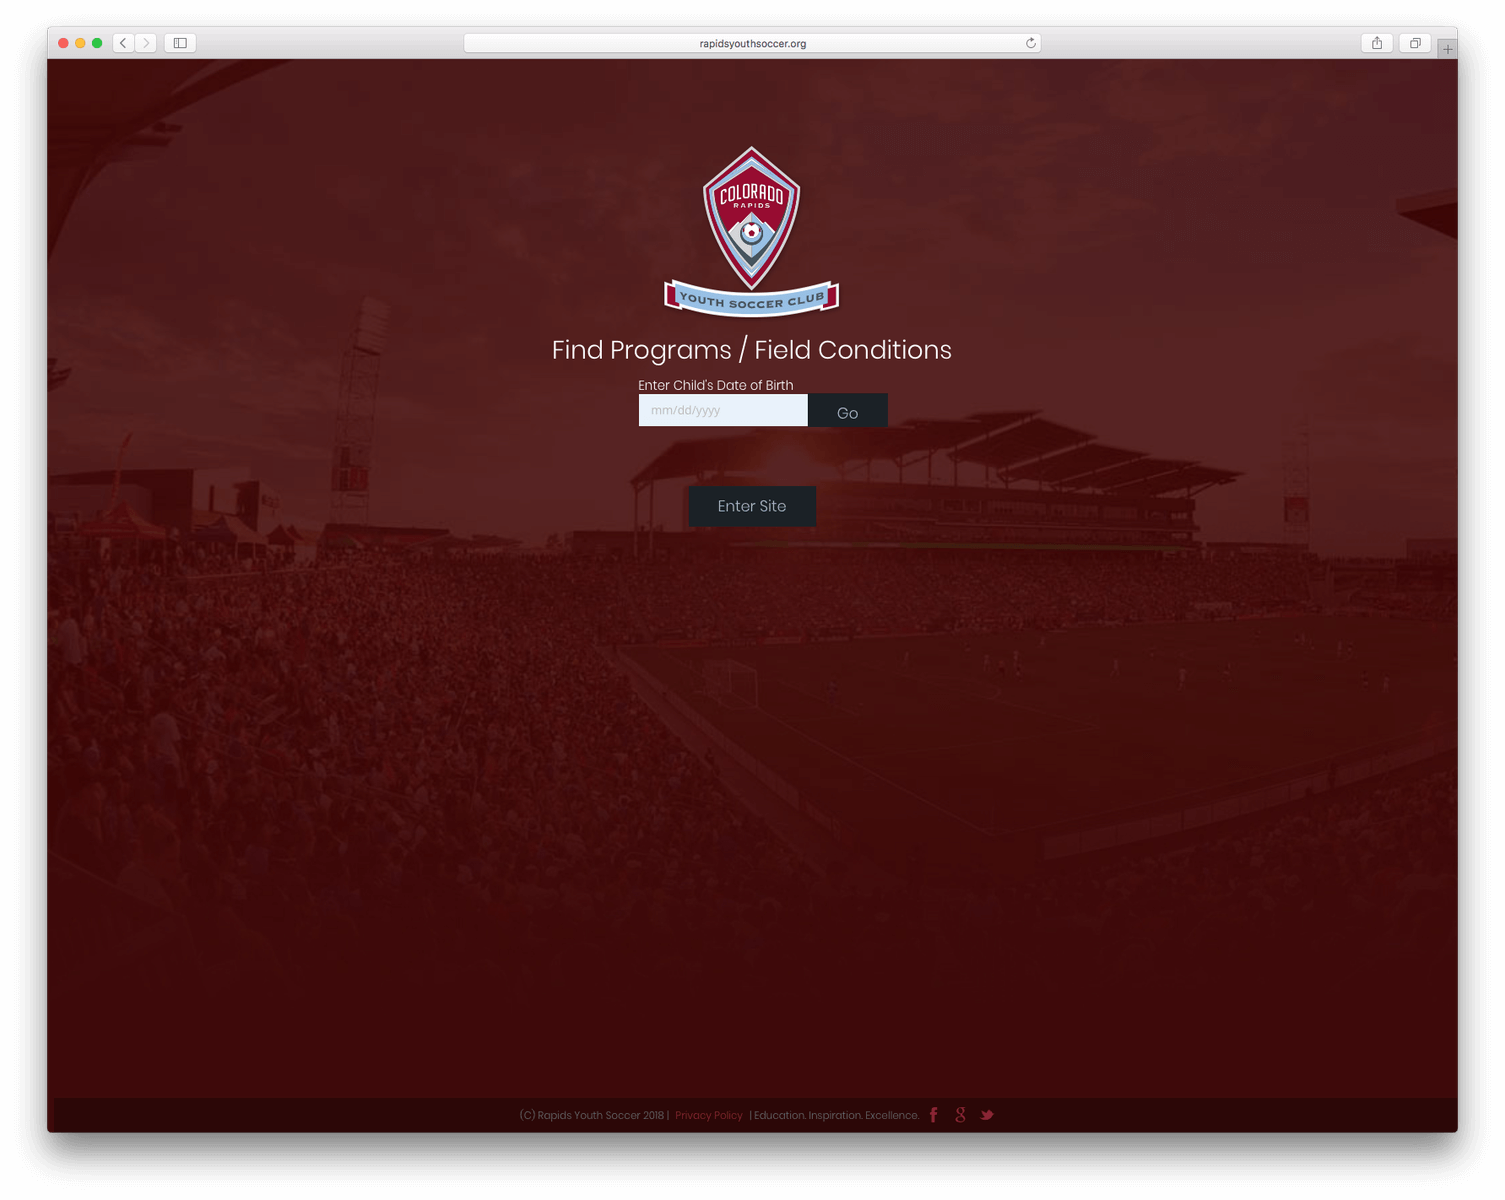 rapidsyouthsoccer.org
COLORADO
RAPIDS
YOUTH SOCCER CLUB
Find Programs / Field Conditions
Enter Child's Date of Birth
mm/dd/yyyy
Go
Enter Site
(C) Rapids Youth Soccer 2018 | Privacy Policy | Education. Inspiration. Excellence.